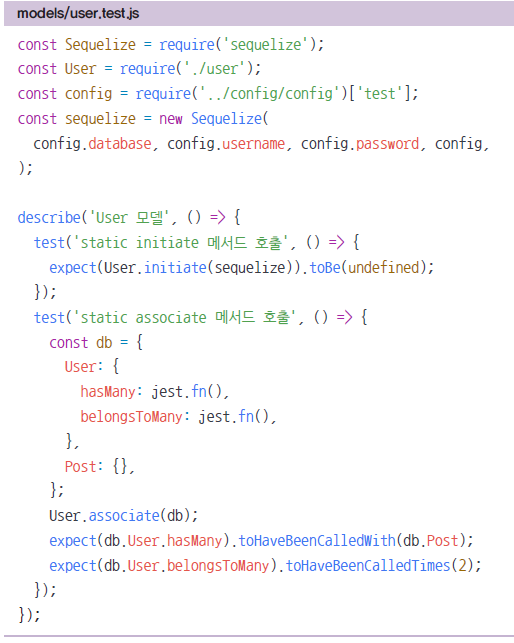 models/user.test.js
const Sequelize = require('sequelize');
const User = require('./user');
const config = require('../config/config')['test'];
const sequelize = new Sequelize(
  config.database, config.username, config.password, config,
);

describe('User 모델', () => {
  test('static initiate 메서드 호출', () => {
    expect(User.initiate(sequelize)).toBe(undefined);
  });
  test('static associate 메서드 호출', () => {
    const db = {
      User: {
        hasMany: jest.fn(),
        belongsToMany: jest.fn(),
      },
      Post: {},
    };
    User.associate(db);
    expect(db.User.hasMany).toHaveBeenCalledWith(db.Post);
    expect(db.User.belongsToMany).toHaveBeenCalledTimes(2);
  });
});